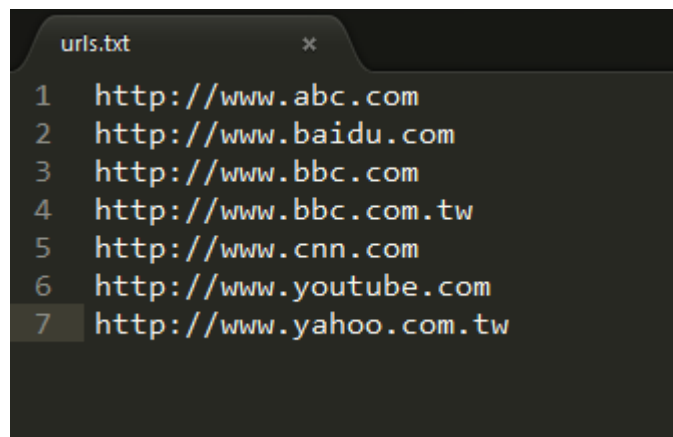 urls.txt ×
1 http://www.abc.com
2 http://www.baidu.com
3 http://www.bbc.com
4 http://www.bbc.com.tw
5 http://www.cnn.com
6 http://www.youtube.com
7 http://www.yahoo.com.tw